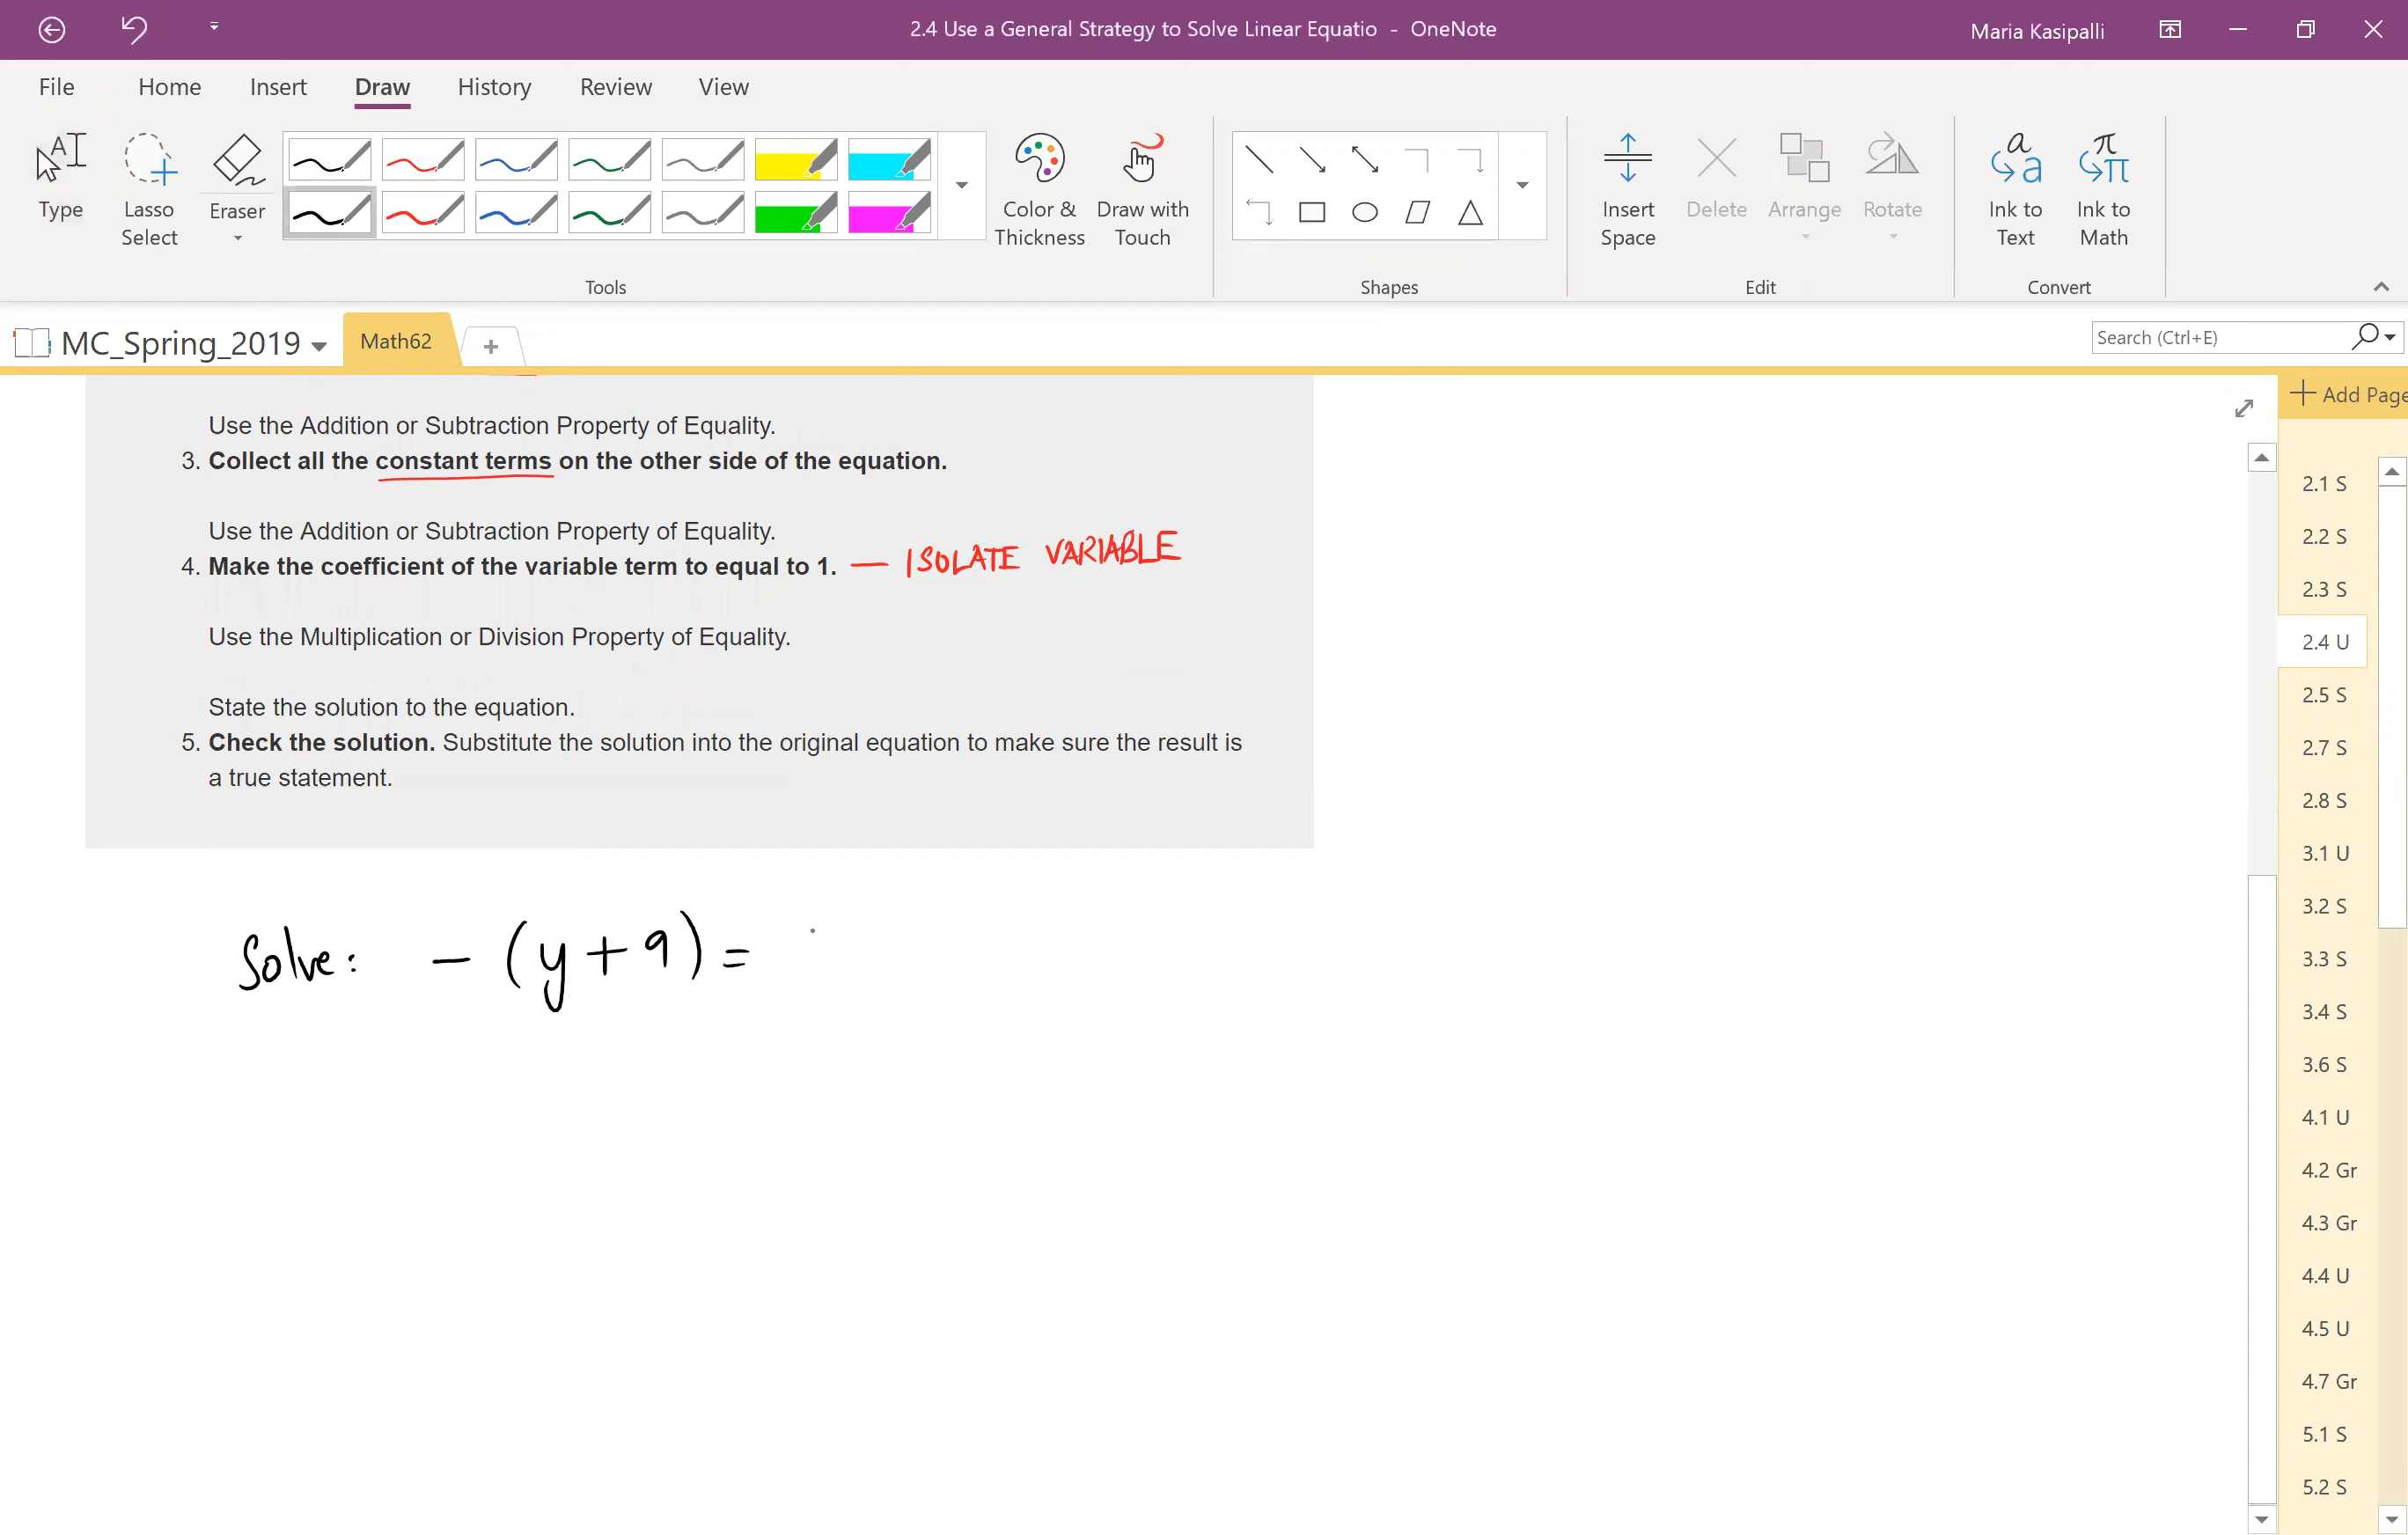 2.4 Use a General Strategy to Solve Linear Equatio - OneNote
Maria Kasipalli
File Home Insert Draw History Review View
Type
Lasso Select
Eraser
Color & Thickness
Draw with Touch
Insert Space
Delete
Arrange
Rotate
Ink to Text
Ink to Math
Tools
Shapes
Edit
Convert
MC_Spring_2019
Math62
Search (Ctrl+E)
Add Page
Use the Addition or Subtraction Property of Equality.
3. Collect all the constant terms on the other side of the equation.
Use the Addition or Subtraction Property of Equality.
4. Make the coefficient of the variable term to equal to 1. — ISOLATE VARIABLE
Use the Multiplication or Division Property of Equality.
State the solution to the equation.
5. Check the solution. Substitute the solution into the original equation to make sure the result is
a true statement.
Solve: - (y + 9) =
2.1 S
2.2 S
2.3 S
2.4 U
2.5 S
2.7 S
2.8 S
3.1 U
3.2 S
3.3 S
3.4 S
3.6 S
4.1 U
4.2 Gr
4.3 Gr
4.4 U
4.5 U
4.7 Gr
5.1 S
5.2 S